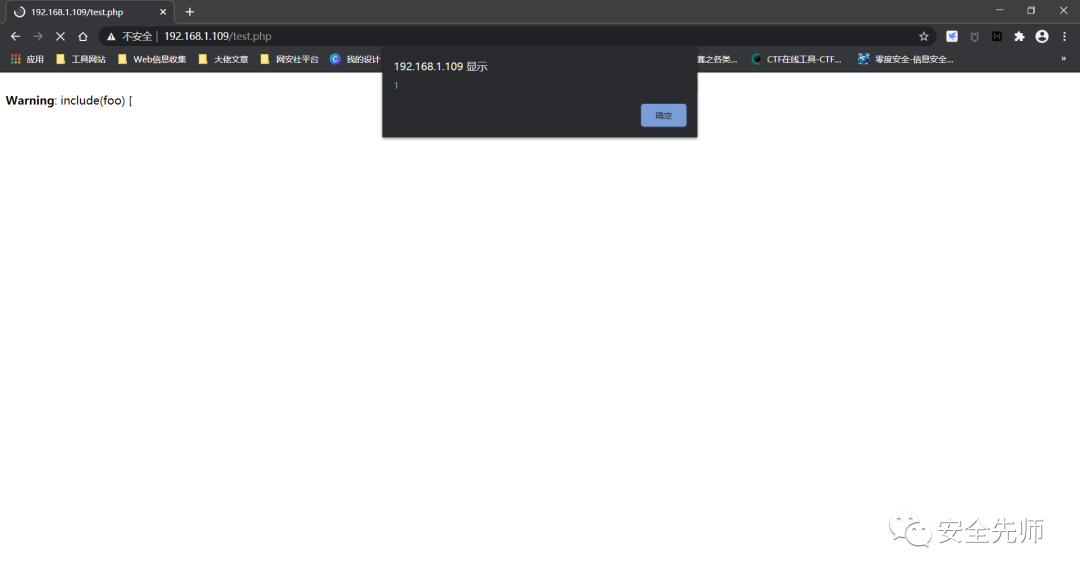 192.168.1.109/test.php
不安全 | 192.168.1.109/test.php
应用 工具网站 Web信息收集 大佬文章 网安社平台 我的设计 鑫之各类... CTF在线工具-CTF... 零度安全-信息安全...
192.168.1.109 显示
1
确定
Warning: include(foo) [
安全先师